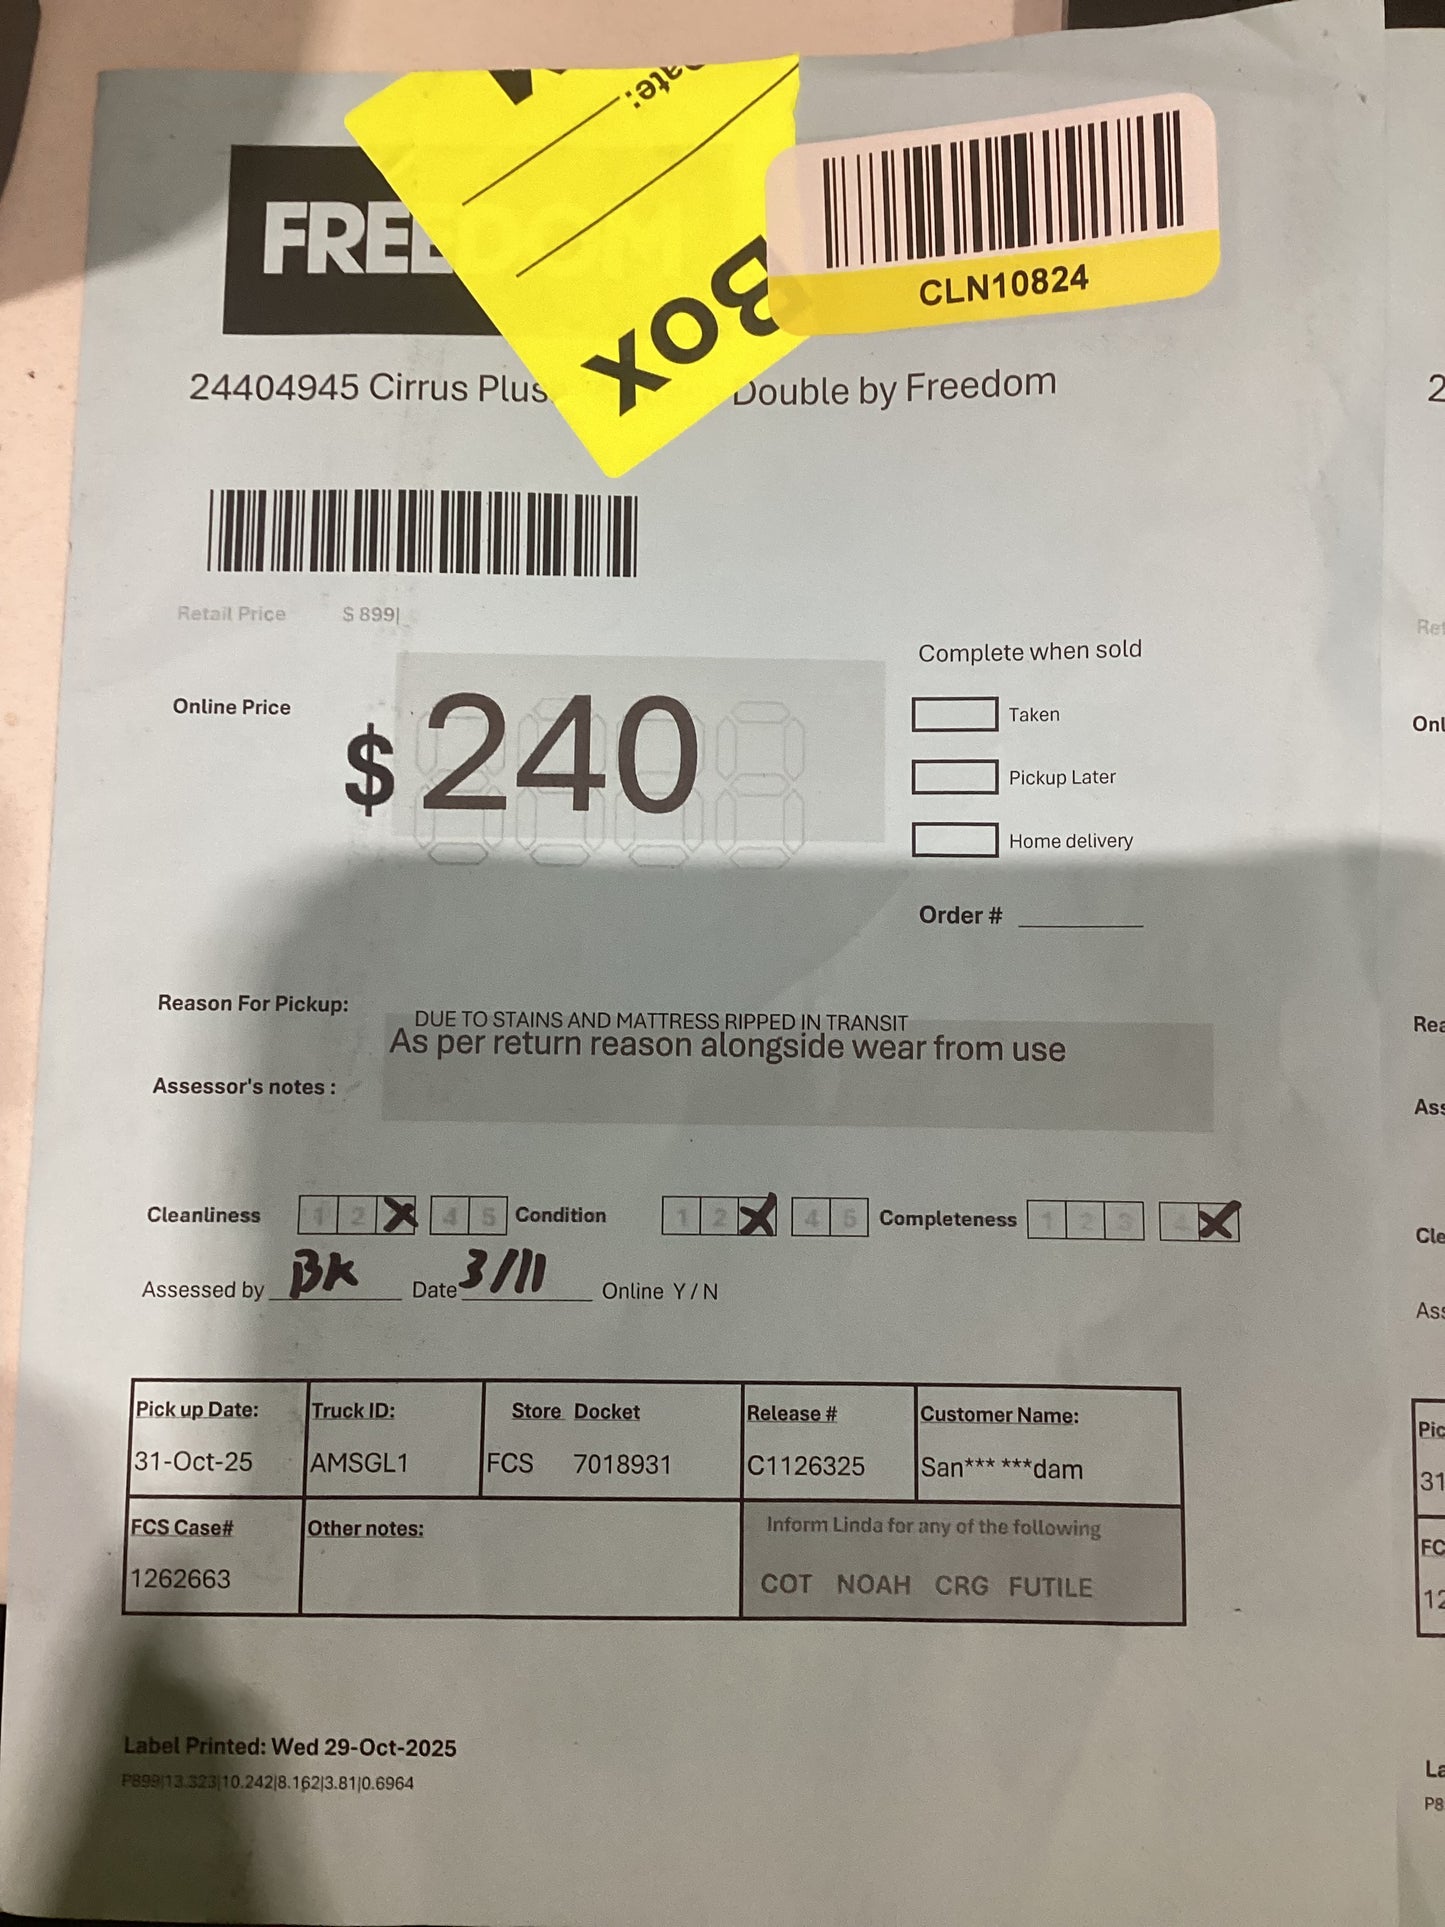 ate:
Box
FREE
CLN10824
24404945 Cirrus Plus Double by Freedom
Retail Price $ 899|
Complete when sold
Online Price $ 240
Taken
Pickup Later
Home delivery
Order #
Reason For Pickup:
DUE TO STAINS AND MATTRESS RIPPED IN TRANSIT
As per return reason alongside wear from use
Assessor's notes :
Cleanliness 1 2 X 4 5 Condition 1 2 X 4 5 Completeness 1 2 3 4 X
Assessed by BK Date 3/11 Online Y / N
Pick up Date: Truck ID: Store Docket Release # Customer Name:
31-Oct-25 AMSGL1 FCS 7018931 C1126325 San*** ***dam
FCS Case# Other notes: Inform Linda for any of the following
1262663 COT NOAH CRG FUTILE
Label Printed: Wed 29-Oct-2025
P899|13.323|10.242|8.162|3.81|0.6964